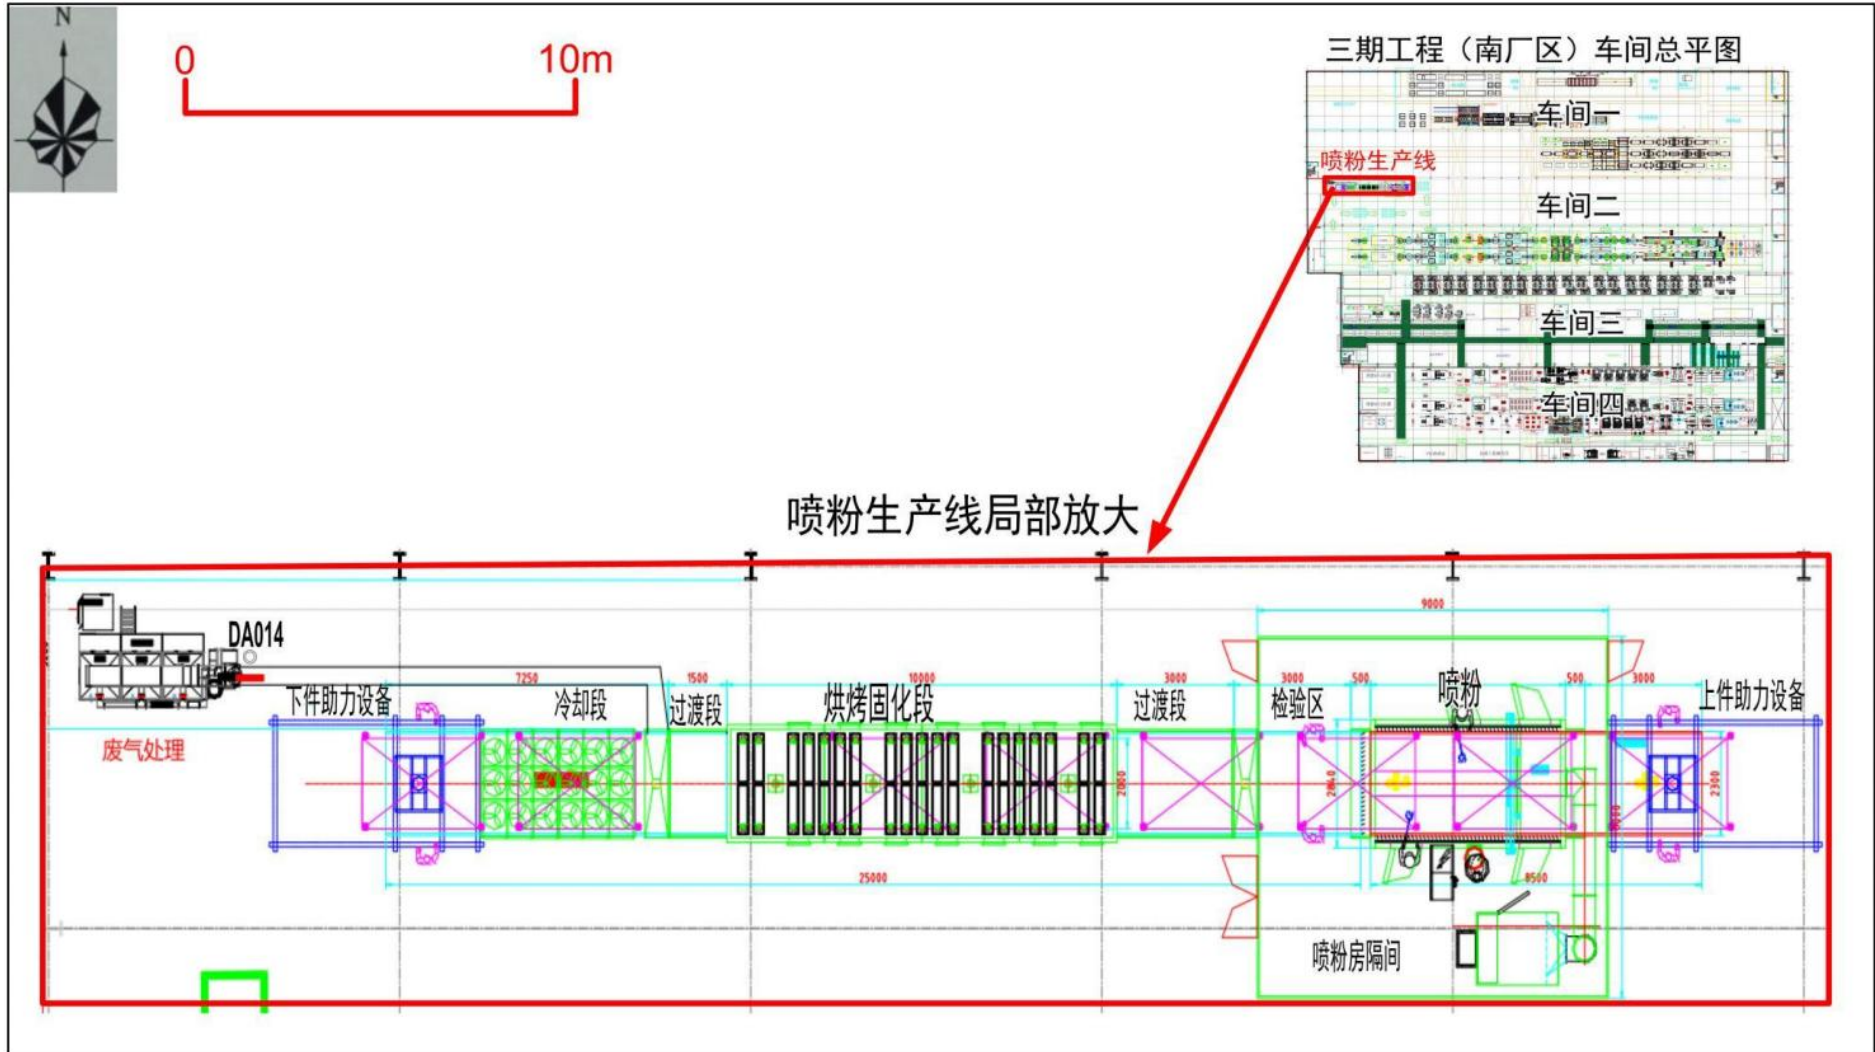 N
0
10m
三期工程（南厂区）车间总平图
车间一
喷粉生产线
车间二
车间三
车间四
喷粉生产线局部放大
9000
DA014
7250
1500
10000
3000
3000
500
500
3000
下件助力设备
冷却段
过渡段
烘烤固化段
过渡段
检验区
喷粉
上件助力设备
废气处理
2000
2840
2300
25000
8500
喷粉房隔间